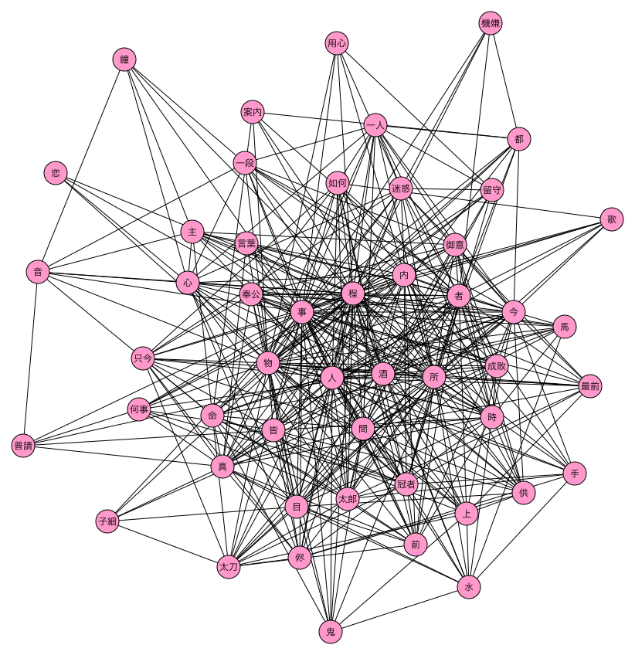 機嫌
用心
鐘
案内
一人
都
一段
恋
如何
迷惑
留守
歌
主
言葉
御意
音
心
奉公
程
内
者
事
今
馬
只今
物
人
酒
所
成敗
最前
何事
命
皆
問
時
普請
真
手
冠者
供
太郎
目
子細
上
前
太刀
水
鬼